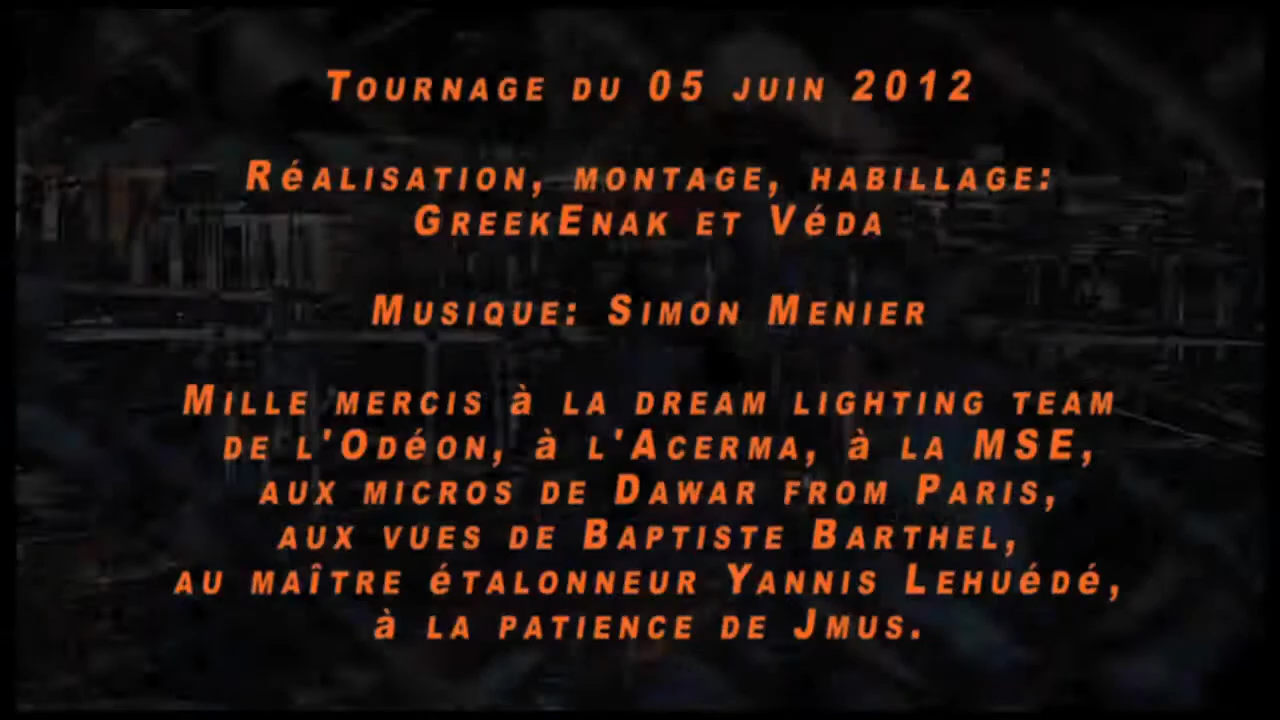 Tournage du 05 juin 2012
Réalisation, montage, habillage:
GreekEnak et Véda
Musique: Simon Menier
Mille mercis à la dream lighting team
de l'Odéon, à l'Acerma, à la MSE,
aux micros de Dawar from Paris,
aux vues de Baptiste Barthel,
au maître étalonneur Yannis Lehuédé,
à la patience de Jmus.